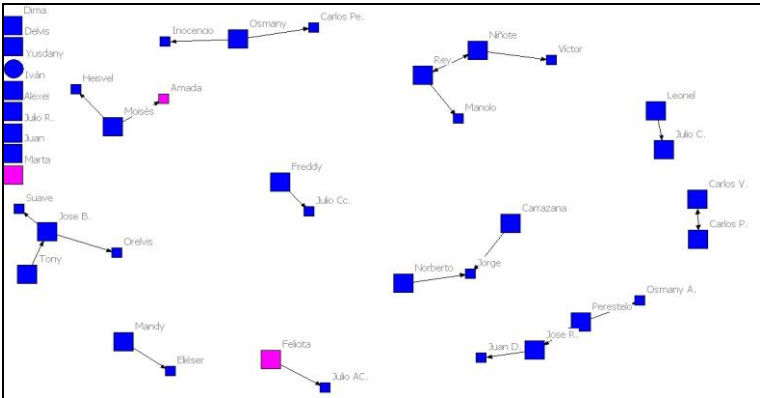 Dima
Delvis
Yusdany
Iván
Alexei
Julio R.
Juan
Marta
Inocencio
Osmany
Carlos Pe.
Heisvel
Amada
Moisés
Niñote
Rey
Víctor
Manolo
Leonel
Julio C.
Freddy
Julio Cc.
Carlos V.
Carlos P.
Suave
Jose B.
Orelvis
Tony
Carrazana
Norberto
Jorge
Osmany A.
Perestelo
Jose R.
Juan D.
Mandy
Eliéser
Feliota
Julio AC.